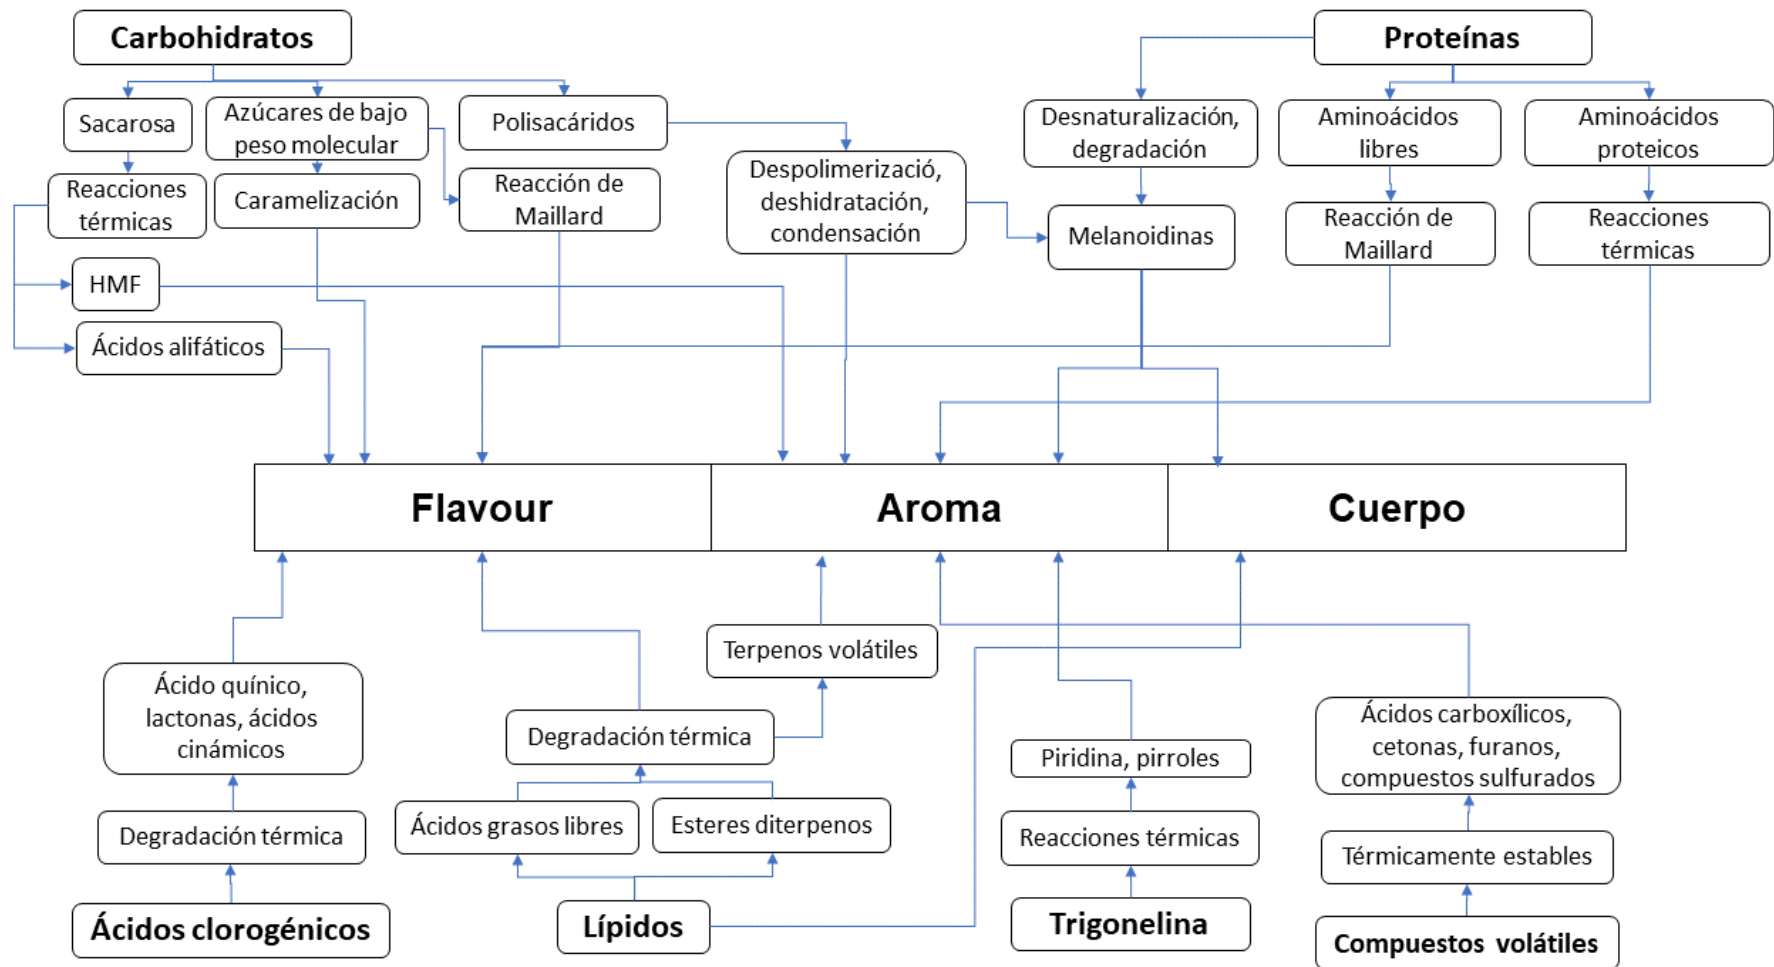 Carbohidratos
Proteínas
Sacarosa
Azúcares de bajo
peso molecular
Polisacáridos
Desnaturalización,
degradación
Aminoácidos
libres
Aminoácidos
proteicos
Reacciones
térmicas
Caramelización
Reacción de
Maillard
Despolimerizació,
deshidratación,
condensación
Melanoidinas
Reacción de
Maillard
Reacciones
térmicas
HMF
Ácidos alifáticos
Flavour
Aroma
Cuerpo
Ácido químico,
lactonas, ácidos
cinámicos
Terpenos volátiles
Degradación térmica
Piridina, pirroles
Ácidos carboxílicos,
cetonas, furanos,
compuestos sulfurados
Degradación térmica
Ácidos grasos libres
Esteres diterpenos
Reacciones térmicas
Térmicamente estables
Ácidos clorogénicos
Lípidos
Trigonelina
Compuestos volátiles